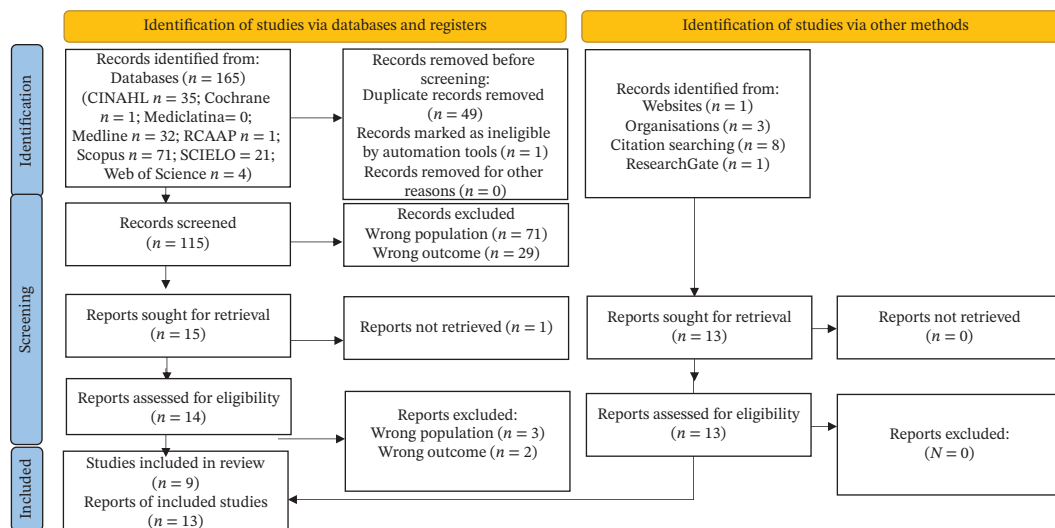 Identification of studies via databases and registers
Identification of studies via other methods
Identification
Records identified from:
Databases (n = 165)
(CINAHL n = 35; Cochrane
n = 1; Mediclatina= 0;
Medline n = 32; RCAAP n = 1;
Scopus n = 71; SCIELO = 21;
Web of Science n = 4)
Records removed before
screening:
Duplicate records removed
(n = 49)
Records marked as ineligible
by automation tools (n = 1)
Records removed for other
reasons (n = 0)
Records identified from:
Websites (n = 1)
Organisations (n = 3)
Citation searching (n = 8)
ResearchGate (n = 1)
Screening
Records screened
(n = 115)
Records excluded
Wrong population (n = 71)
Wrong outcome (n = 29)
Reports sought for retrieval
(n = 15)
Reports not retrieved (n = 1)
Reports sought for retrieval
(n = 13)
Reports not retrieved
(n = 0)
Reports assessed for eligibility
(n = 14)
Reports excluded:
Wrong population (n = 3)
Wrong outcome (n = 2)
Reports assessed for eligibility
(n = 13)
Reports excluded:
(N = 0)
Included
Studies included in review
(n = 9)
Reports of included studies
(n = 13)